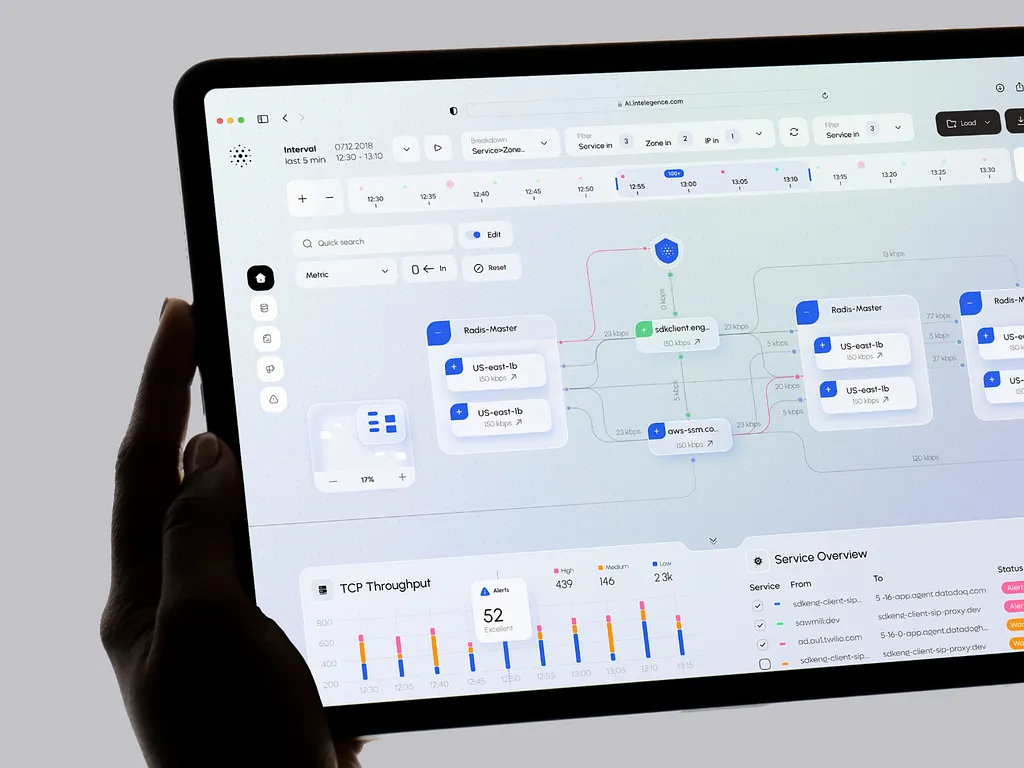 AI.intelegence.com
Interval
last 5 min
07.12.2018
12:30 - 13:10
Breakdown
Service>Zone...
Filter
Service in 3 Zone in 2 IP in 1
Filter
Service in 3
Load
100+
12:30 12:35 12:40 12:45 12:50 12:55 13:00 13:05 13:10 13:15 13:20 13:25 13:30
Quick search
Edit
Metric
In
Reset
13 kbps
0 kbps
Radis-Master
US-east-1b
150 kbps
US-east-1b
150 kbps
23 kbps
sdkclient.eng...
150 kbps
23 kbps
5 kbps
5 kbps
20 kbps
5 kbps
23 kbps
aws-ssm.co...
150 kbps
23 kbps
120 kbps
Radis-Master
US-east-1b
150 kbps
US-east-1b
150 kbps
77 kbps
5 kbps
37 kbps
Radis-M
US-e
150
US-
150
17%
TCP Throughput
Alerts
52
Excellent
High
439
Medium
146
Low
2.3k
800
600
400
200
12:30 12:35 12:40 12:45 12:50 12:55 13:00 13:05 13:10 13:15
Service Overview
Service From To Status
sdkeng-client-sip... 5 -16-app.agent.datadoq.com Alert
sawmill.dev sdkeng-client-sip-proxy.dev Alert
ad.au1.twilio.com 5-16-0-app.agent.datadogh...
sdkeng-client-sip... sdkeng-client-sip-proxy.dev